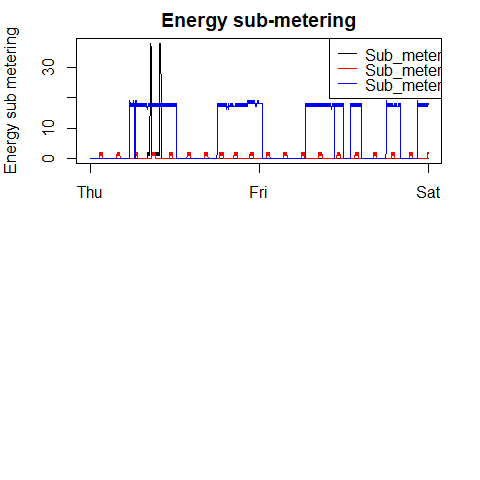 Energy sub-metering
Energy sub metering
30
10
0
Sub_meter
Sub_meter
Sub_meter
Thu
Fri
Sat